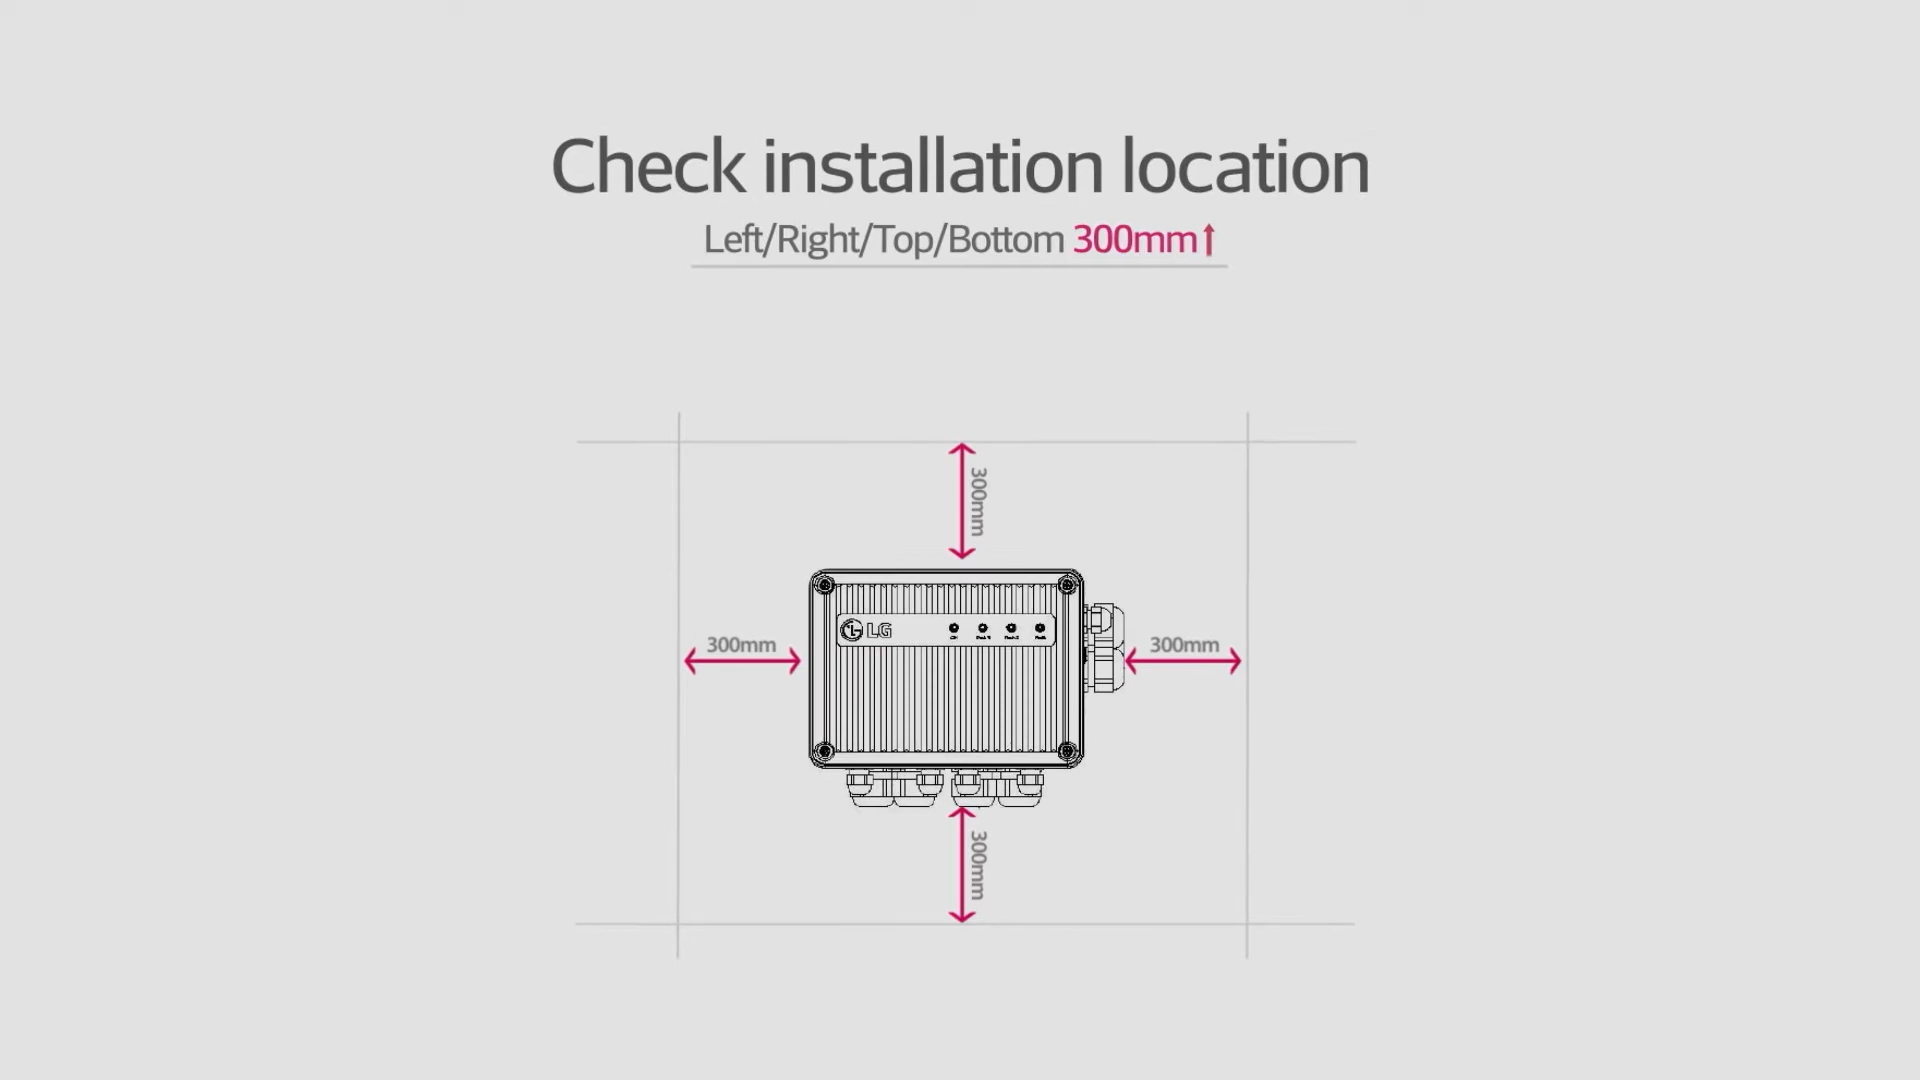 Check installation location
Left/Right/Top/Bottom 300mm↑
300mm
LG
300mm
300mm
300mm